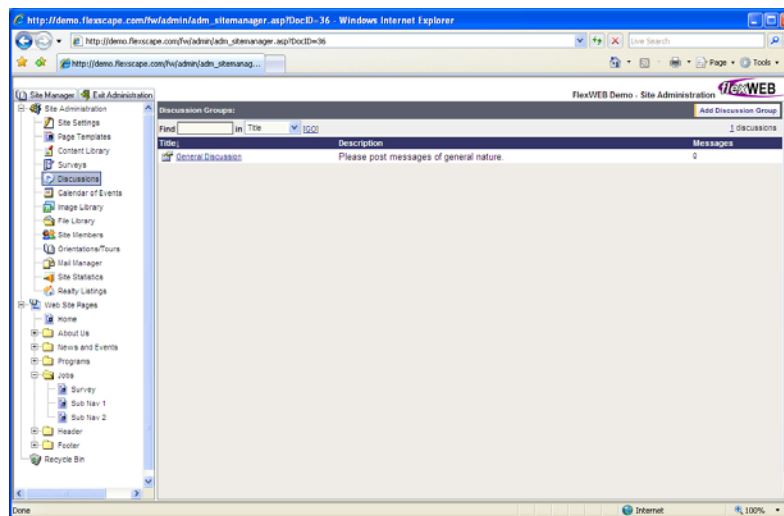 http://demo.flexscape.com/fw/admin/adm_sitemanager.asp?DocID=36 - Windows Internet Explorer
http://demo.flexscape.com/fw/admin/adm_sitemanager.asp?DocID=36
Live Search
http://demo.flexscape.com/fw/admin/adm_sitemanag...
Page
Tools
Site Manager
Exit Administration
FlexWEB Demo - Site Administration
flexWEB
Site Administration
Discussion Groups:
Add Discussion Group
Site Settings
Find
in
Title
[GO]
1 discussions
Page Templates
Title
Description
Messages
Content Library
General Discussion
Please post messages of general nature.
0
Surveys
Discussions
Calendar of Events
Image Library
File Library
Site Members
Orientations/Tours
Mail Manager
Site Statistics
Realty Listings
Web Site Pages
Home
About Us
News and Events
Programs
Jobs
Survey
Sub Nav 1
Sub Nav 2
Header
Footer
Recycle Bin
Done
Internet
100%